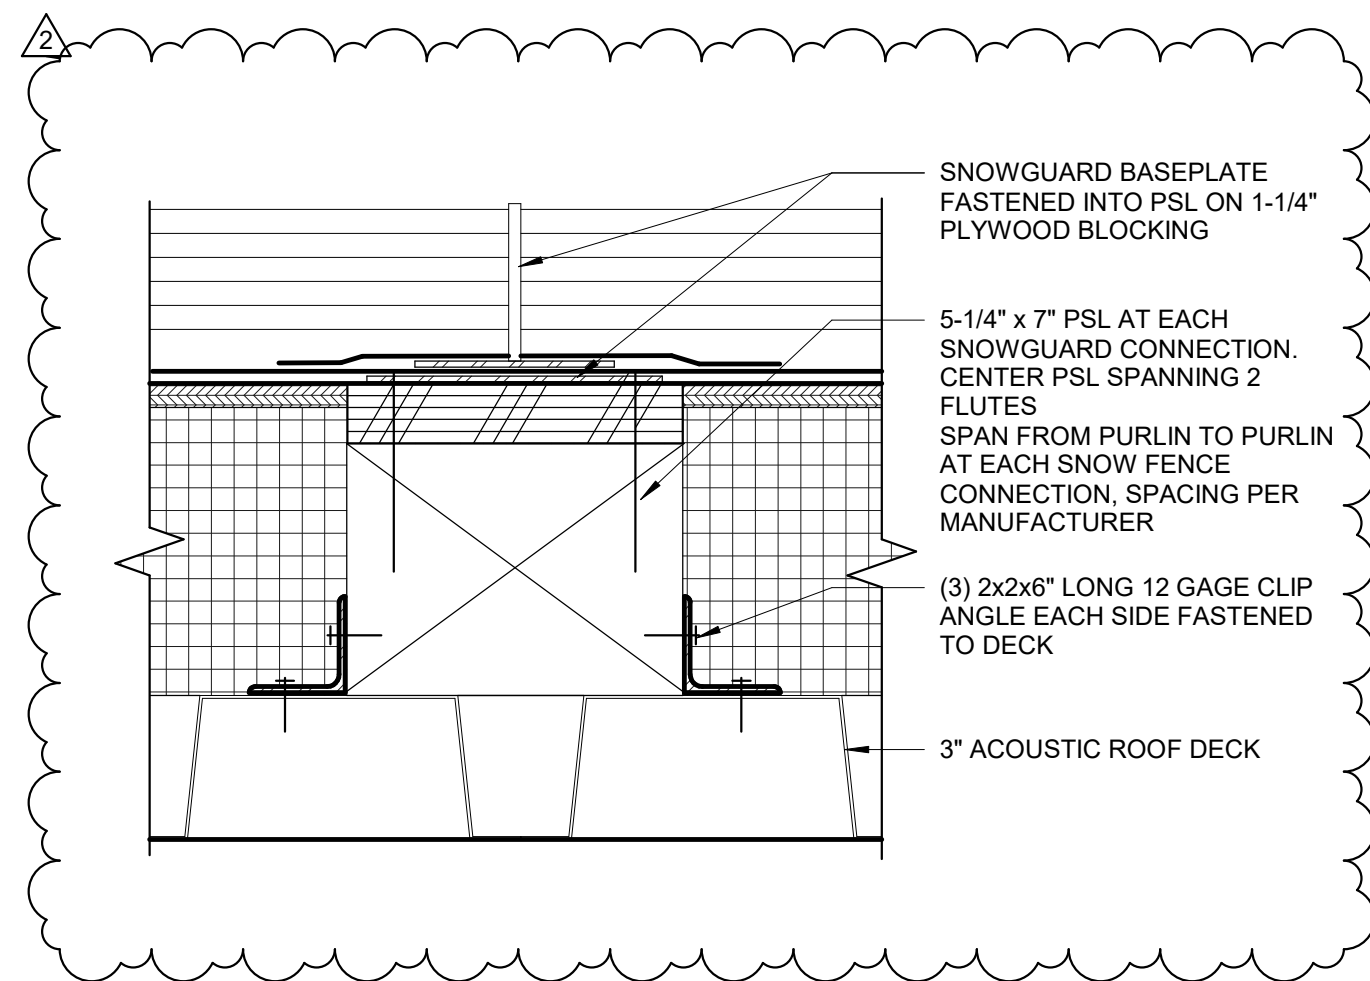 2
SNOWGUARD BASEPLATE
FASTENED INTO PSL ON 1-1/4"
PLYWOOD BLOCKING
5-1/4" x 7" PSL AT EACH
SNOWGUARD CONNECTION.
CENTER PSL SPANNING 2
FLUTES
SPAN FROM PURLIN TO PURLIN
AT EACH SNOW FENCE
CONNECTION, SPACING PER
MANUFACTURER
(3) 2x2x6" LONG 12 GAGE CLIP
ANGLE EACH SIDE FASTENED
TO DECK
3" ACOUSTIC ROOF DECK